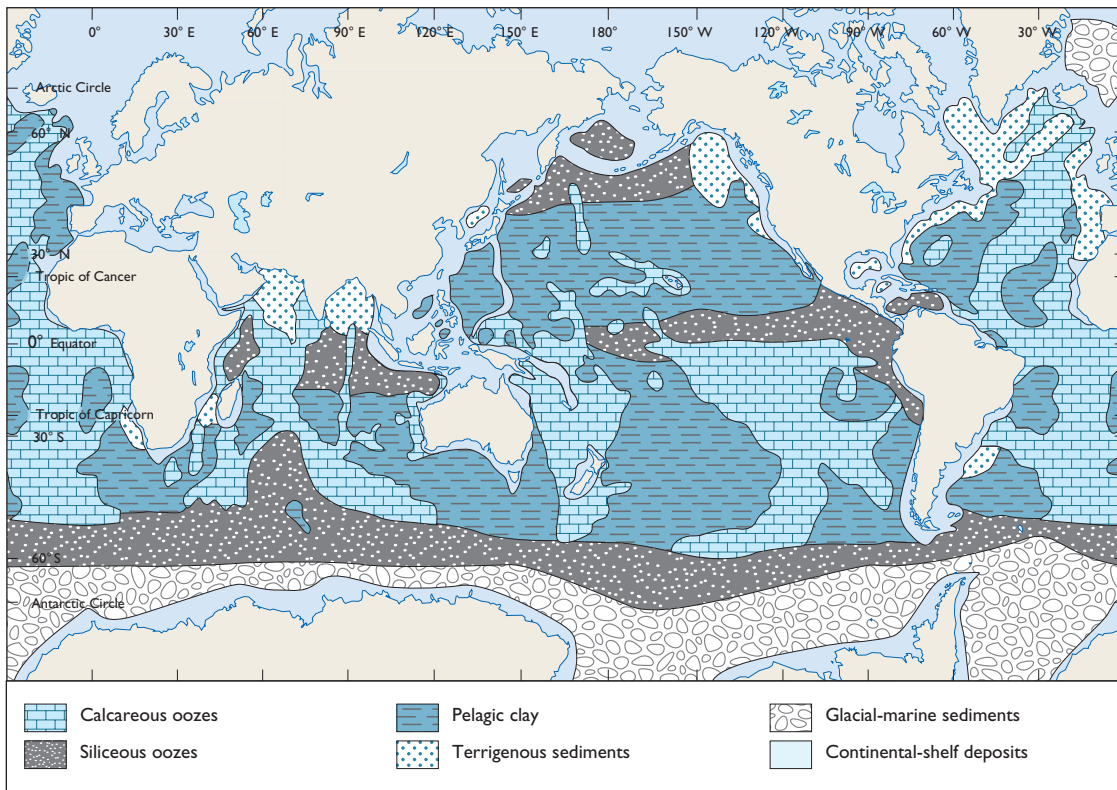 0° 30° E 60° E 90° E 120° E 150° E 180° 150° W 120° W 90° W 60° W 30° W
Arctic Circle
60° N
30° N
Tropic of Cancer
0° Equator
Tropic of Capricorn
30° S
60° S
Antarctic Circle
Calcareous oozes
Pelagic clay
Glacial-marine sediments
Siliceous oozes
Terrigenous sediments
Continental-shelf deposits